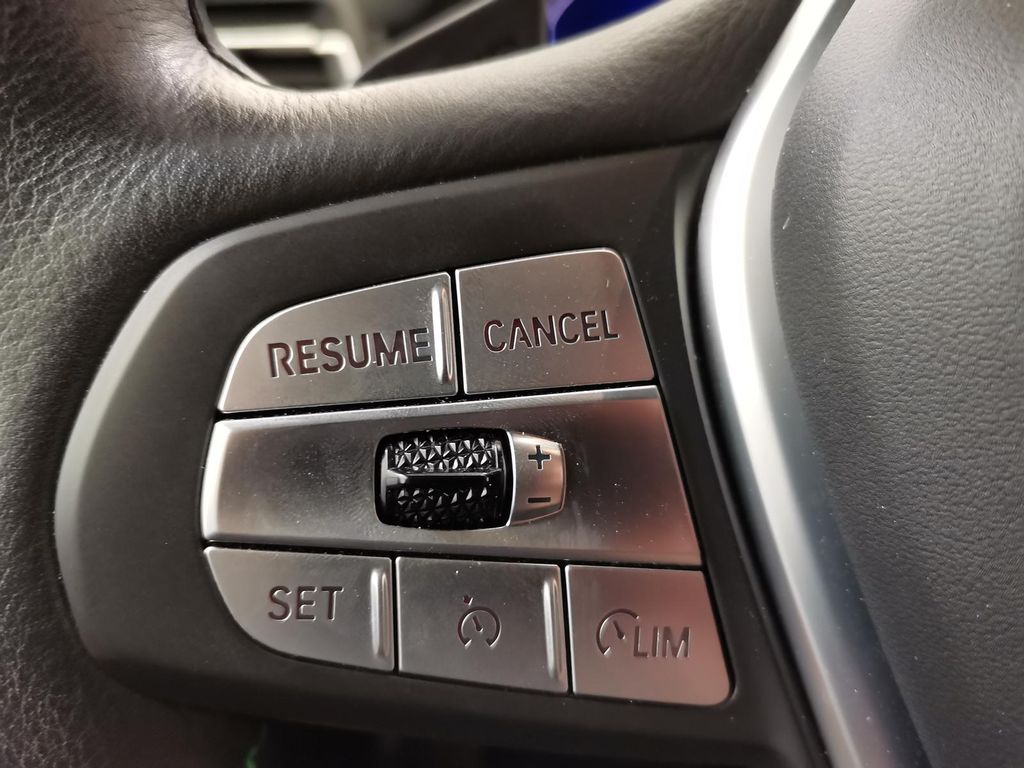 RESUME
CANCEL
+
–
SET
LIM